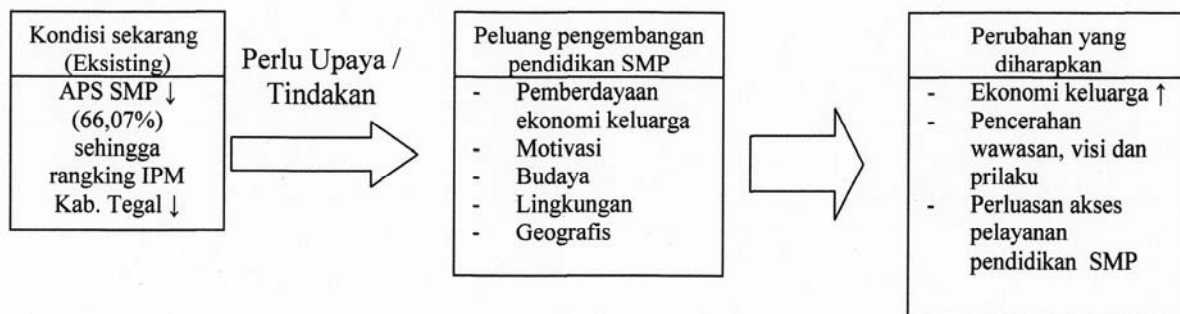 Kondisi sekarang
(Eksisting)
APS SMP ↓
(66,07%)
sehingga
rangking IPM
Kab. Tegal ↓
Perlu Upaya /
Tindakan
Peluang pengembangan
pendidikan SMP
- Pemberdayaan
ekonomi keluarga
- Motivasi
- Budaya
- Lingkungan
- Geografis
Perubahan yang
diharapkan
- Ekonomi keluarga ↑
- Pencerahan
wawasan, visi dan
prilaku
- Perluasan akses
pelayanan
pendidikan SMP